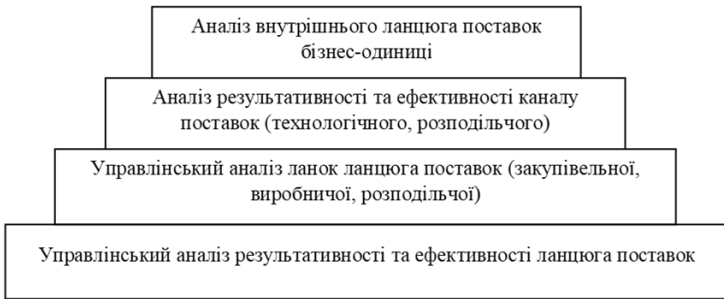 Аналіз внутрішнього ланцюга поставок
бізнес-одиниці
Аналіз результативності та ефективності каналу
поставок (технологічного, розподільчого)
Управлінський аналіз ланок ланцюга поставок (закупівельної,
виробничої, розподільчої)
Управлінський аналіз результативності та ефективності ланцюга поставок